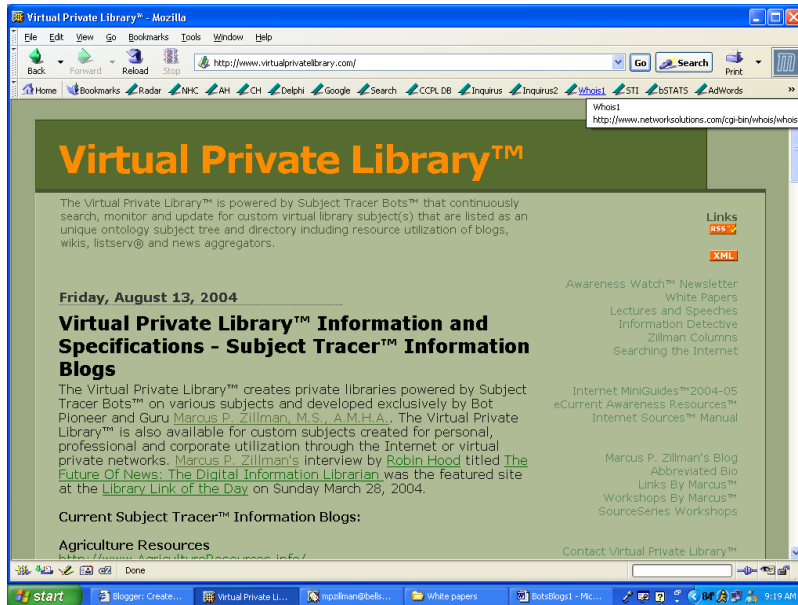 Virtual Private Library™ - Mozilla
File Edit View Go Bookmarks Tools Window Help
Back Forward Reload Stop http://www.virtualprivatelibrary.com/ Go Search Print
Home Bookmarks Radar NHC AH CH Delphi Google Search CCPL DB Inquirus Inquirus2 Whois1 STI bSTATS AdWords »
Whois1
http://www.networksolutions.com/cgi-bin/whois/whois
Virtual Private Library™
The Virtual Private Library™ is powered by Subject Tracer Bots™ that continuously
search, monitor and update for custom virtual library subject(s) that are listed as an
unique ontology subject tree and directory including resource utilization of blogs,
wikis, listserv® and news aggregators.
Friday, August 13, 2004
Virtual Private Library™ Information and
Specifications - Subject Tracer™ Information
Blogs
The Virtual Private Library™ creates private libraries powered by Subject
Tracer Bots™ on various subjects and developed exclusively by Bot
Pioneer and Guru Marcus P. Zillman, M.S., A.M.H.A.. The Virtual Private
Library™ is also available for custom subjects created for personal,
professional and corporate utilization through the Internet or virtual
private networks. Marcus P. Zillman's interview by Robin Hood titled The
Future Of News: The Digital Information Librarian was the featured site
at the Library Link of the Day on Sunday March 28, 2004.
Current Subject Tracer™ Information Blogs:
Agriculture Resources
http://www.AgricultureResources.info/
Links
RSS
XML
Awareness Watch™ Newsletter
White Papers
Lectures and Speeches
Information Detective
Zillman Columns
Searching the Internet
Internet MiniGuides™2004-05
eCurrent Awareness Resources™
Internet Sources™ Manual
Marcus P. Zillman's Blog
Abbreviated Bio
Links By Marcus™
Workshops By Marcus™
SourceSeries Workshops
Contact Virtual Private Library™
Done
start Blogger: Create... Virtual Private Li... mpzillman@bells... White papers BotsBlogs1 - Mic... 9:19 AM